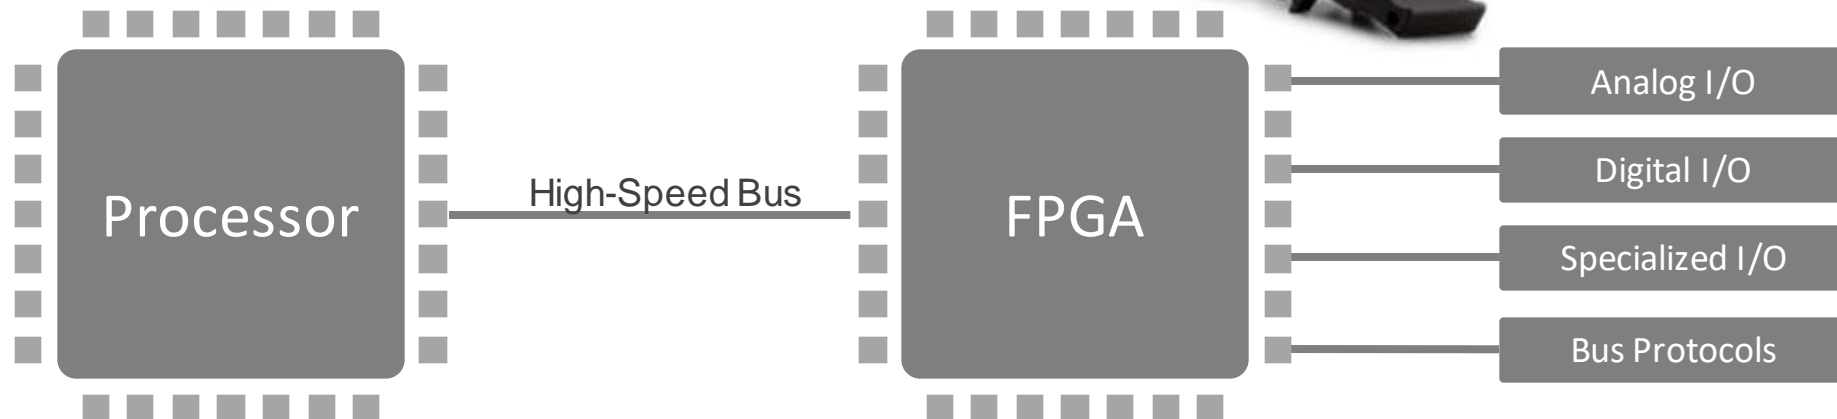 Processor
High-Speed Bus
FPGA
Analog I/O
Digital I/O
Specialized I/O
Bus Protocols